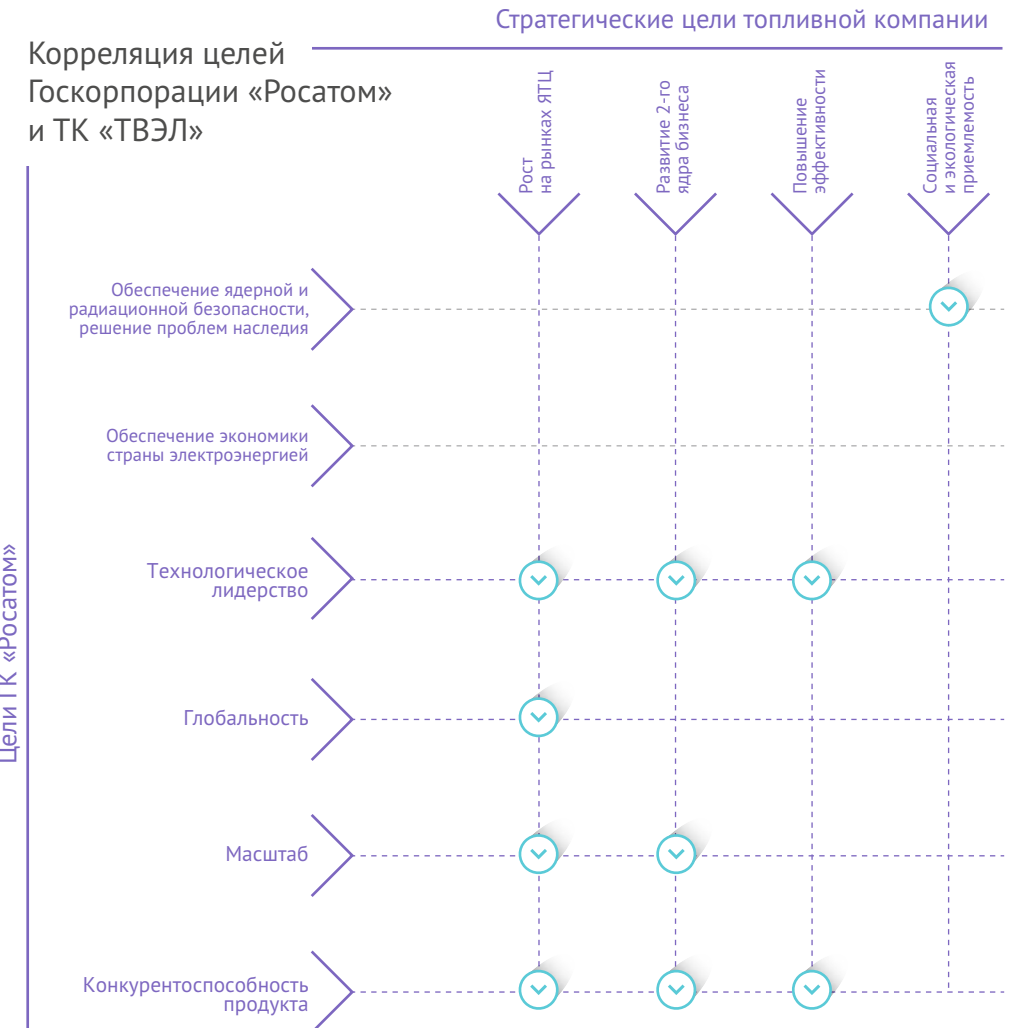 Стратегические цели топливной компании
Корреляция целей
Госкорпорации «Росатом»
и ТК «ТВЭЛ»
Рост
на рынках ЯТЦ
Развитие 2-го
ядра бизнеса
Повышение
эффективности
Социальная
и экологическая
приемлемость
Цели ГК «Росатом»
Обеспечение ядерной и
радиационной безопасности,
решение проблем наследия
Обеспечение экономики
страны электроэнергией
Технологическое
лидерство
Глобальность
Масштаб
Конкурентоспособность
продукта